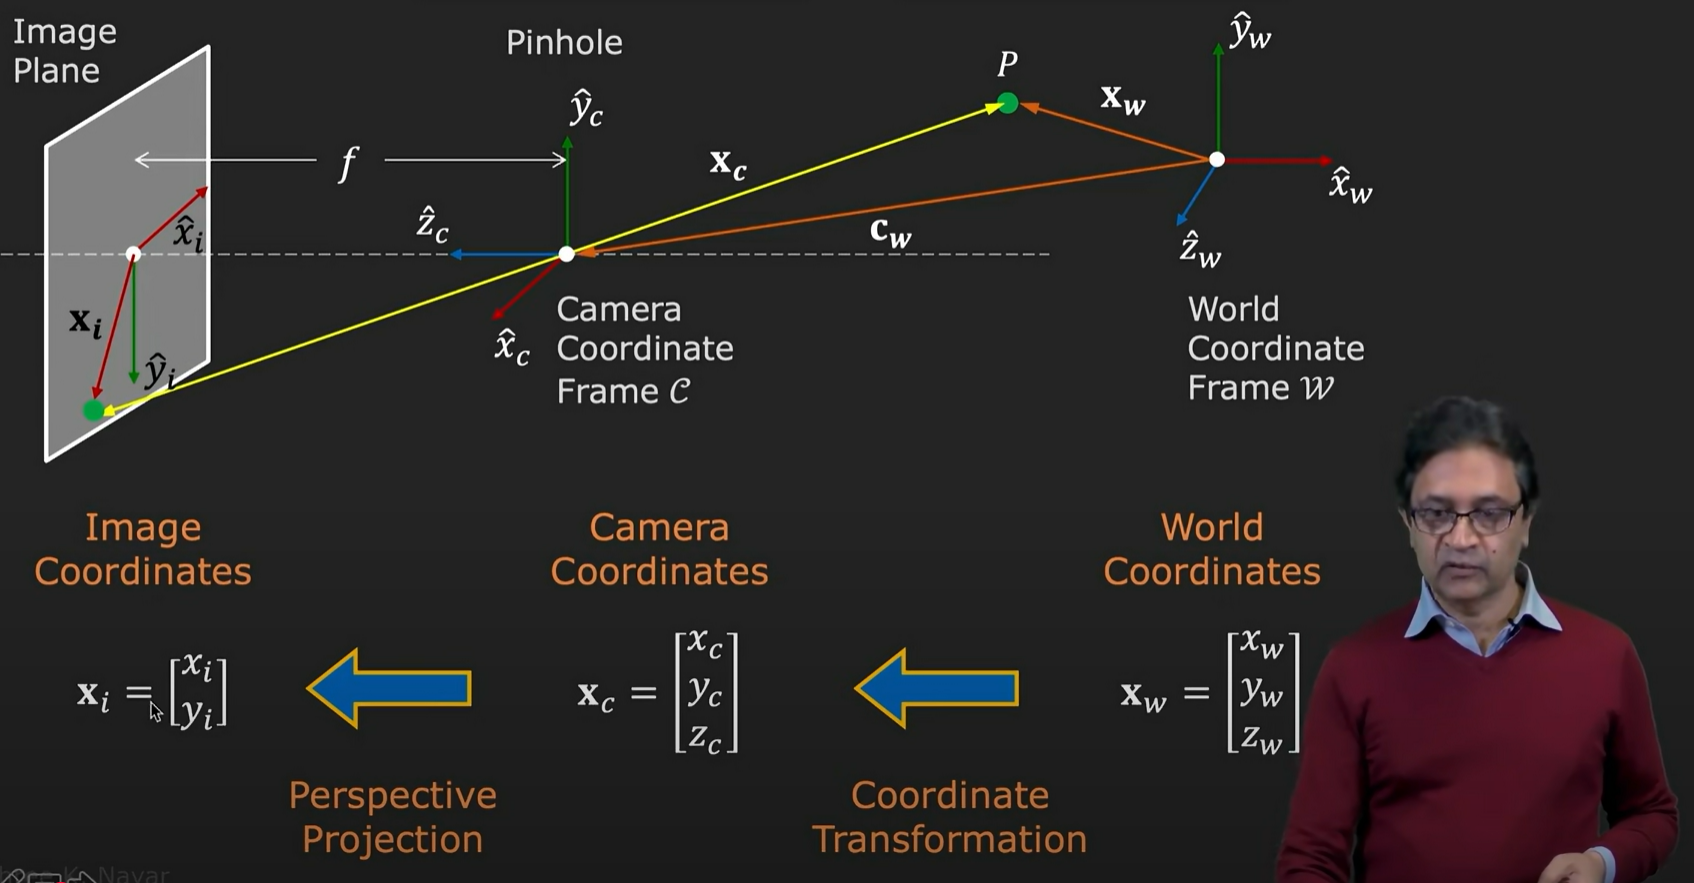 Image
Plane
Pinhole
P
ŷ_w
x_w
ŷ_c
f
x_c
x̂_w
x̂_i
ẑ_c
c_w
ẑ_w
x_i
ŷ_i
x̂_c
Camera
Coordinate
Frame 𝒞
World
Coordinate
Frame 𝒲
Image
Coordinates
Camera
Coordinates
World
Coordinates
x_i = [x_i y_i]
x_c = [x_c y_c z_c]
x_w = [x_w y_w z_w]
Perspective
Projection
Coordinate
Transformation
K. Nayar